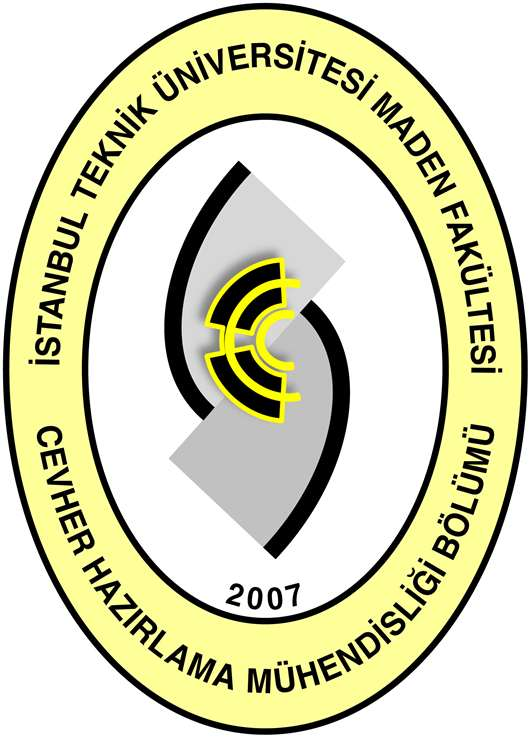 İSTANBUL TEKNİK ÜNİVERSİTESİ MADEN FAKÜLTESİ
2007
CEVHER HAZIRLAMA MÜHENDİSLİĞİ BÖLÜMÜ